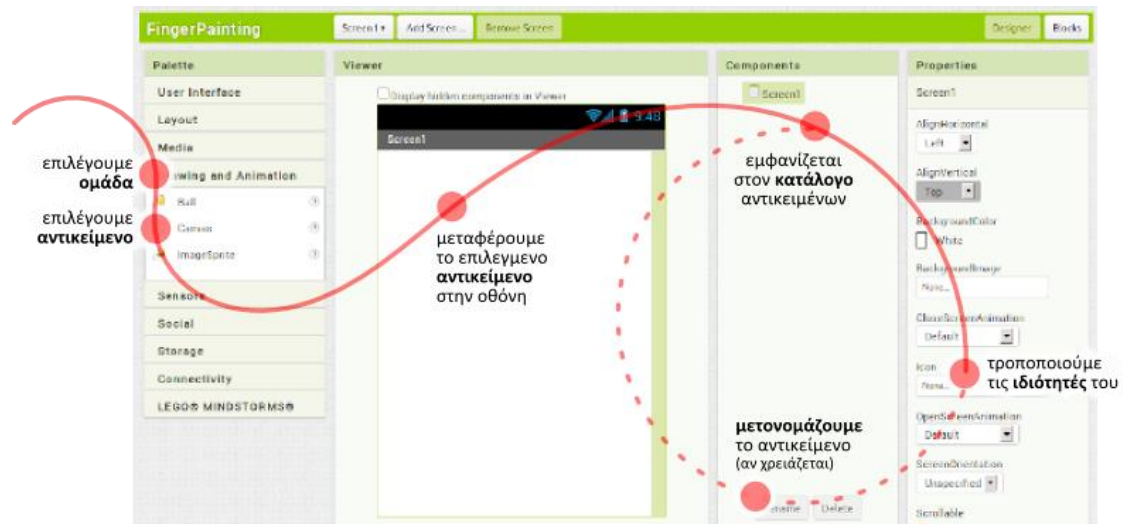 FingerPainting
Screen1
Add Screen ...
Remove Screen
Designer
Blocks
Palette
User Interface
Layout
Media
wing and Animation
Ball
Canvas
ImageSprite
Sensors
Social
Storage
Connectivity
LEGO® MINDSTORMS®
επιλέγουμε
ομάδα
επιλέγουμε
αντικείμενο
Viewer
Display hidden components in Viewer
9:48
Screen1
μεταφέρουμε
το επιλεγμενο
αντικείμενο
στην οθόνη
Components
Screen1
εμφανίζεται
στον κατάλογο
αντικειμένων
μετονομάζουμε
το αντικείμενο
(αν χρειάζεται)
ename
Delete
Properties
Screen1
AlignHorizontal
Left
AlignVertical
Top
BackgroundColor
White
BackgroundImage
None...
CloseScreenAnimation
Default
Icon
None...
τροποποιούμε
τις ιδιότητές του
OpenScreenAnimation
Default
ScreenOrientation
Unspecified
Scrollable